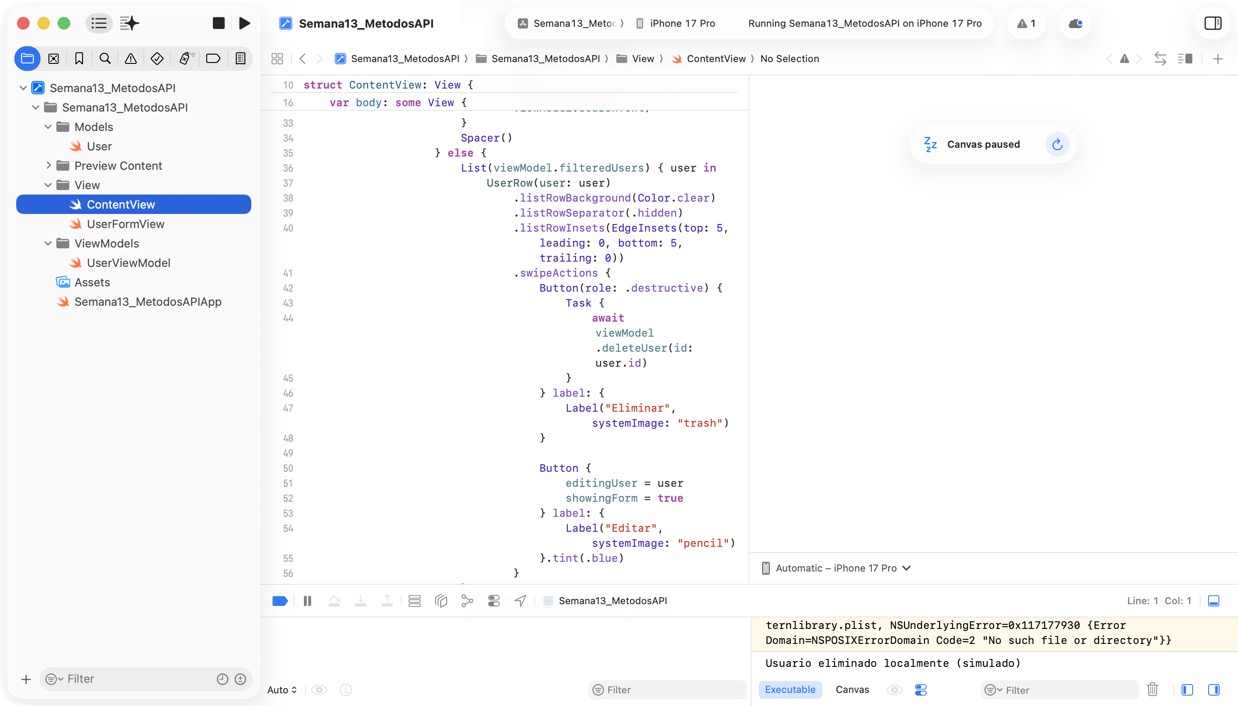 Semana13_MetodosAPI
Semana13_Metod
iPhone 17 Pro
Running Semana13_MetodosAPI on iPhone 17 Pro
1
Semana13_MetodosAPI
Semana13_MetodosAPI
View
ContentView
No Selection
Semana13_MetodosAPI
Semana13_MetodosAPI
Models
User
Preview Content
View
ContentView
UserFormView
ViewModels
UserViewModel
Assets
Semana13_MetodosAPIApp
Filter
10 struct ContentView: View {
16 var body: some View {
33 }
34 Spacer()
35 } else {
36 List(viewModel.filteredUsers) { user in
37 UserRow(user: user)
38 .listRowBackground(Color.clear)
39 .listRowSeparator(.hidden)
40 .listRowInsets(EdgeInsets(top: 5,
leading: 0, bottom: 5,
trailing: 0))
41 .swipeActions {
42 Button(role: .destructive) {
43 Task {
44 await
viewModel
.deleteUser(id:
user.id)
45 }
46 } label: {
47 Label("Eliminar",
systemImage: "trash")
48 }
49
50 Button {
51 editingUser = user
52 showingForm = true
53 } label: {
54 Label("Editar",
systemImage: "pencil")
55 }.tint(.blue)
56 }
Canvas paused
Automatic – iPhone 17 Pro
Semana13_MetodosAPI
Line: 1 Col: 1
ternlibrary.plist, NSUnderlyingError=0x117177930 {Error
Domain=NSPOSIXErrorDomain Code=2 "No such file or directory"}}
Usuario eliminado localmente (simulado)
Auto
Filter
Executable
Canvas
Filter